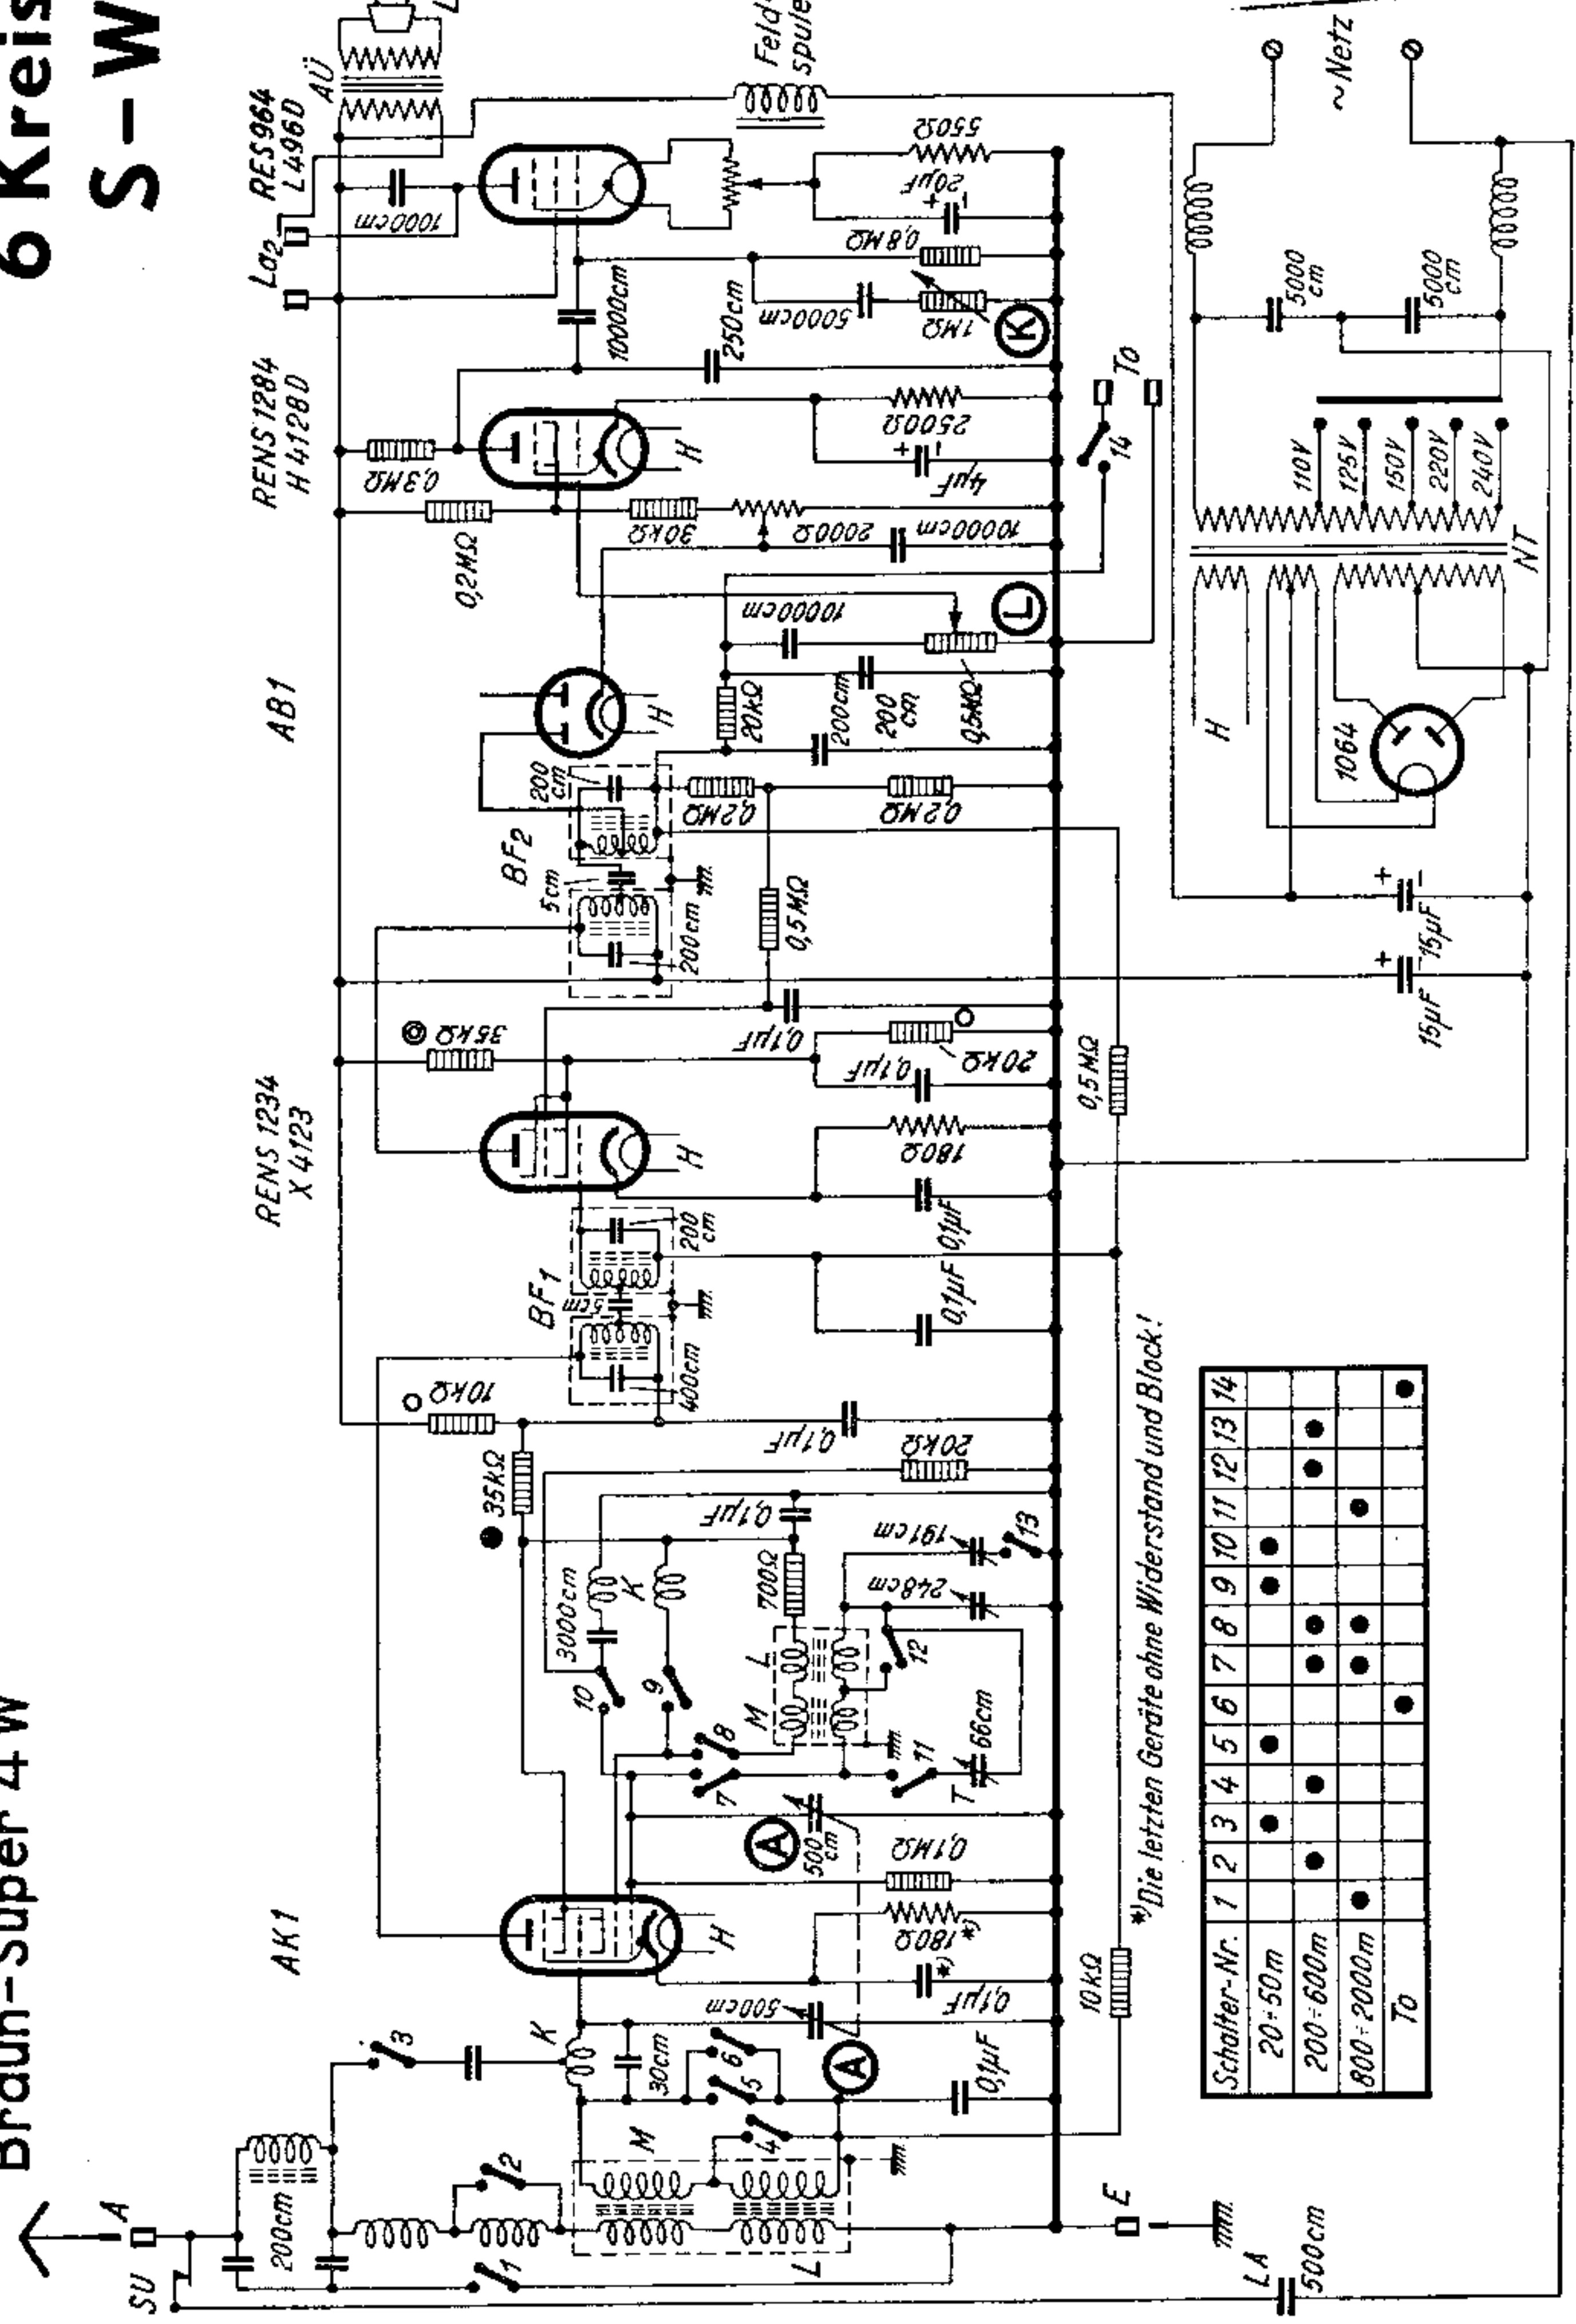 6 Kreis
S-W
Braun-Super 4 W
A
SU
200cm
1
2
3
L
M
K
30cm
4
5
6
A
500cm
0,1µF
E
LA
500cm
AK1
H
180Ω
*)
*)
0,1µF
0,1MΩ
A
500
cm
10kΩ
7
8
9
10
11
12
13
T
66cm
M
L
K
3000cm
700Ω
0,1µF
248cm
191cm
35kΩ
10kΩ
20kΩ
0,1µF
BF1
400cm
5cm
200
cm
0,1µF
0,1µF
RENS 1234
X 4123
H
180Ω
35kΩ
0,1µF
20kΩ
0,1µF
0,5MΩ
0,5MΩ
BF2
200cm
5cm
200
cm
AB1
H
0,2MΩ
0,2MΩ
20kΩ
200cm
200
cm
0,5MΩ
10000cm
L
0,2MΩ
30kΩ
2000Ω
10000cm
RENS 1284
H 4128D
0,3MΩ
H
4µF
2500Ω
14
To
10000cm
250cm
5000cm
1MΩ
K
0,8MΩ
La2
RES964
L496D
1000cm
AÜ
20µF
550Ω
Feld-
spule
15µF
15µF
1064
H
NT
110V
125V
150V
220V
240V
5000
cm
5000
cm
~Netz
*)Die letzten Geräte ohne Widerstand und Block!
Schalter-Nr. 1 2 3 4 5 6 7 8 9 10 11 12 13 14
20÷50m
200÷600m
800÷2000m
To